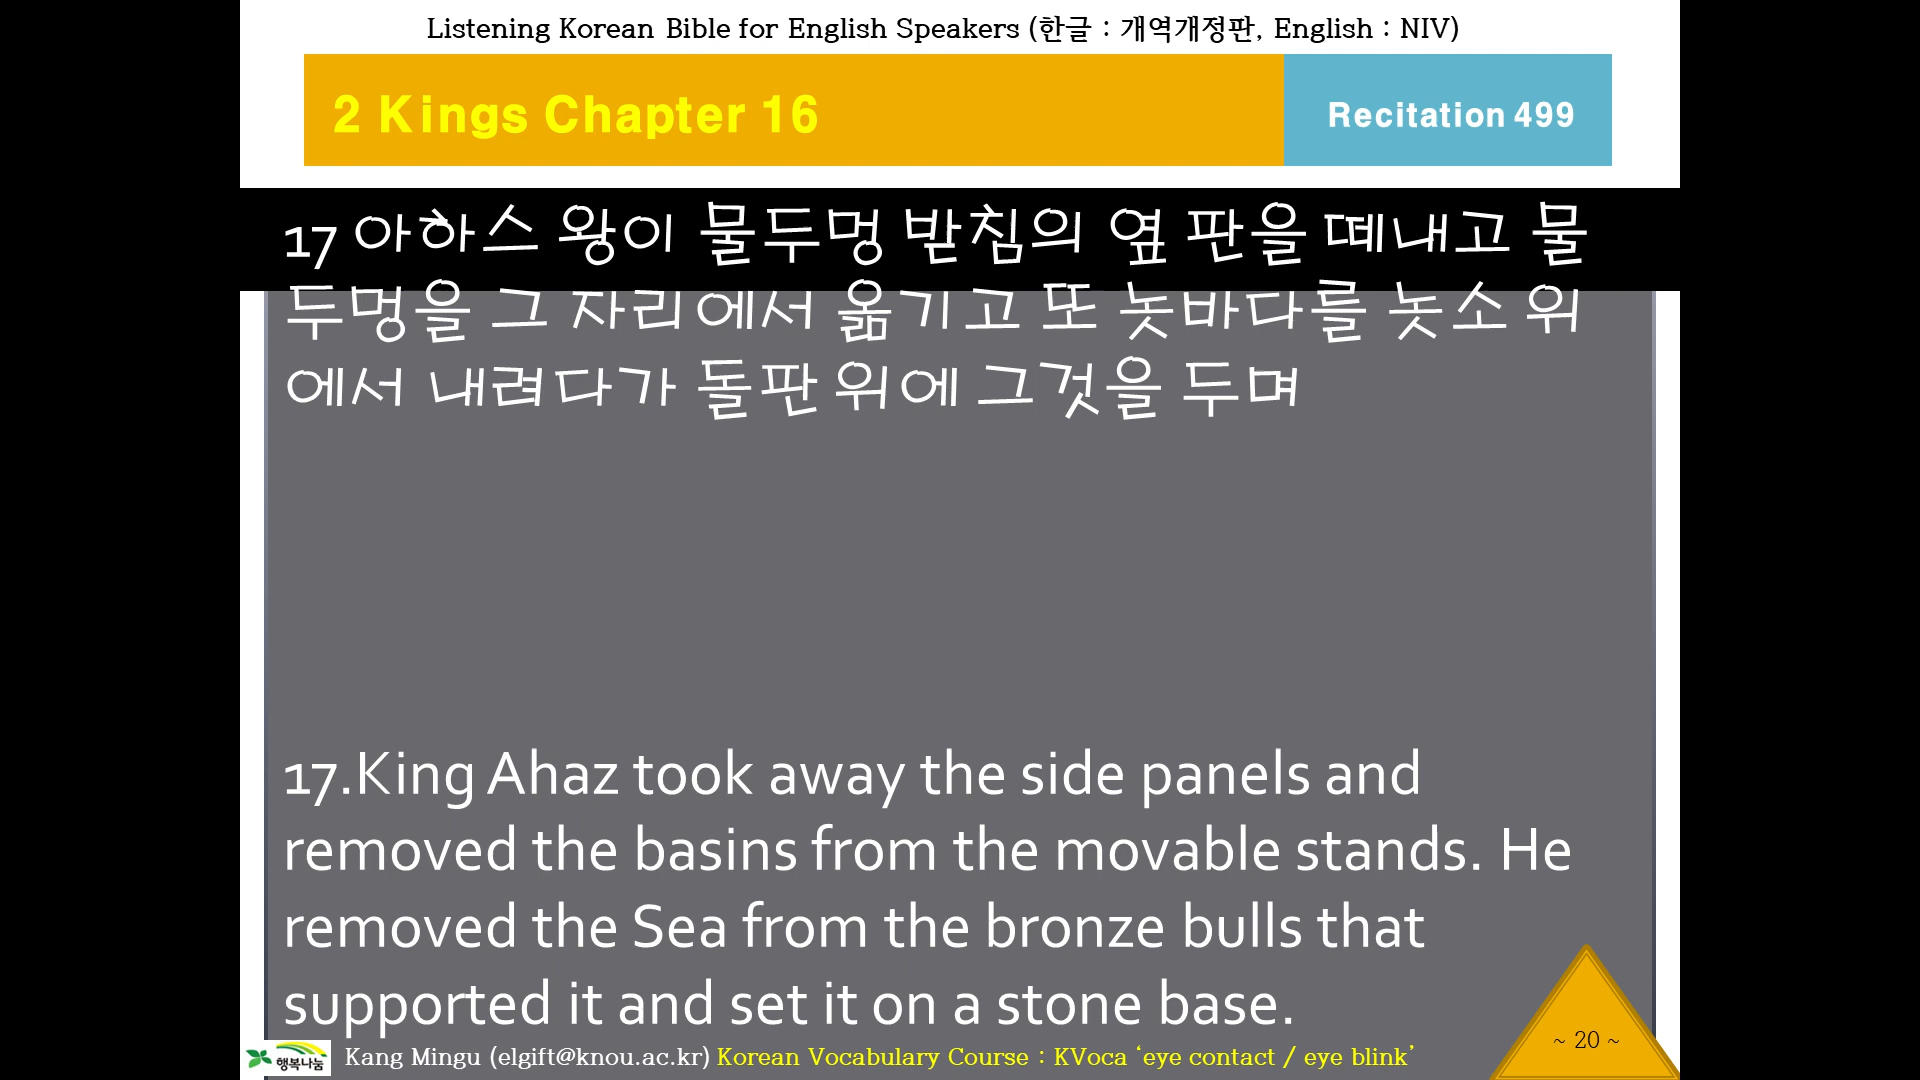 Listening Korean Bible for English Speakers (한글 : 개역개정판, English : NIV)
2 Kings Chapter 16
Recitation 499
17 아하스 왕이 물두멍 받침의 옆 판을 떼내고 물
두멍을 그 자리에서 옮기고 또 놋바다를 놋소 위
에서 내려다가 돌판 위에 그것을 두며
17.King Ahaz took away the side panels and
removed the basins from the movable stands. He
removed the Sea from the bronze bulls that
supported it and set it on a stone base.
~ 20 ~
행복나눔
Kang Mingu (elgift@knou.ac.kr) Korean Vocabulary Course : KVoca ‘eye contact / eye blink’